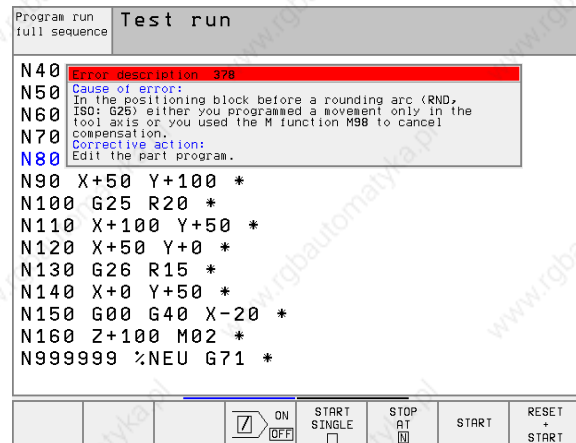 Program run
full sequence
Test run
N40
Error description 378
N50
Cause of error:
In the positioning block before a rounding arc (RND,
N60
ISO: G25) either you programmed a movement only in the
tool axis or you used the M function M98 to cancel
N70
compensation.
Corrective action:
N80
Edit the part program.
N90 X+50 Y+100 *
N100 G25 R20 *
N110 X+100 Y+50 *
N120 X+50 Y+0 *
N130 G26 R15 *
N140 X+0 Y+50 *
N150 G00 G40 X-20 *
N160 Z+100 M02 *
N999999 %NEU G71 *
ON
OFF
START
SINGLE
STOP
AT
N
START
RESET
+
START
www.rgbautomatyka.pl